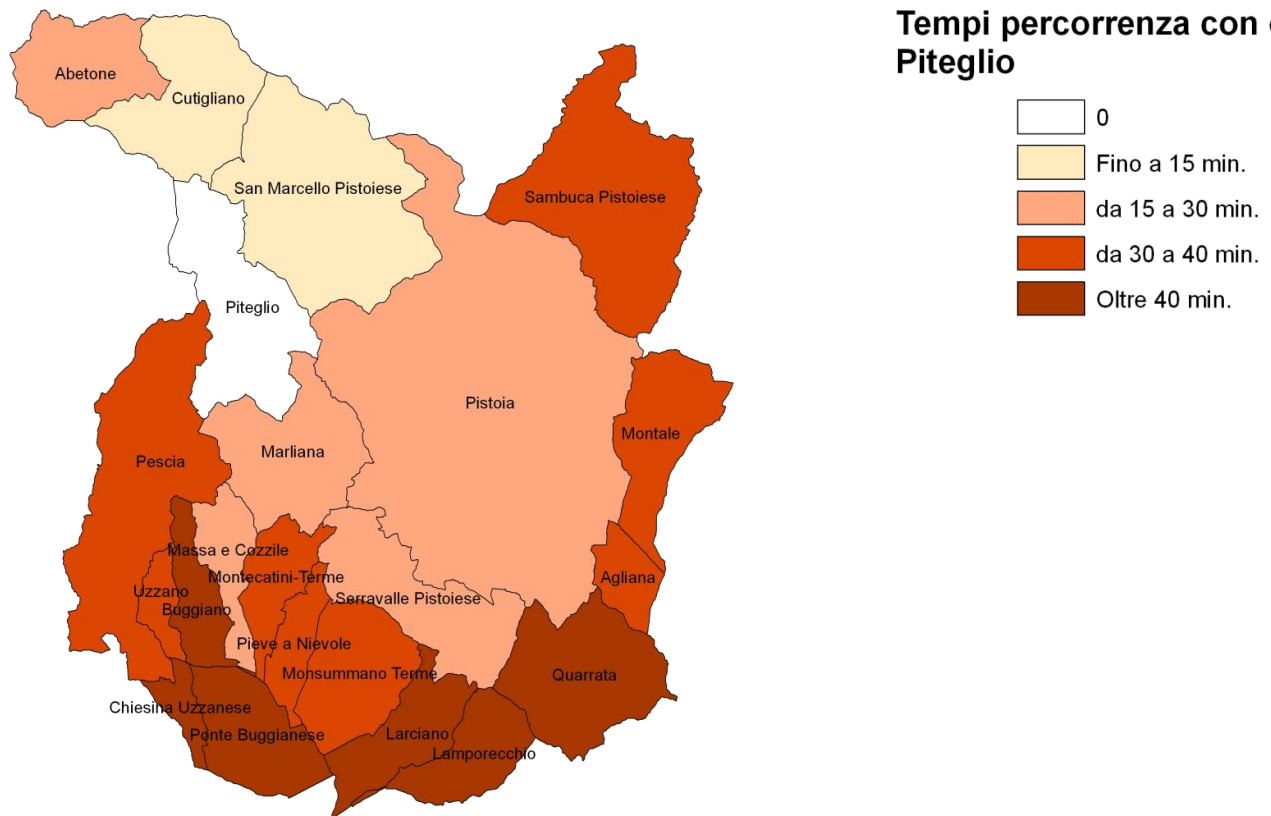 Tempi percorrenza con
Piteglio
0
Fino a 15 min.
da 15 a 30 min.
da 30 a 40 min.
Oltre 40 min.
Abetone
Cutigliano
San Marcello Pistoiese
Sambuca Pistoiese
Piteglio
Pistoia
Montale
Marliana
Pescia
Massa e Cozzile
Montecatini-Terme
Agliana
Uzzano
Serravalle Pistoiese
Buggiano
Pieve a Nievole
Monsummano Terme
Quarrata
Chiesina Uzzanese
Ponte Buggianese
Larciano
Lamporecchio